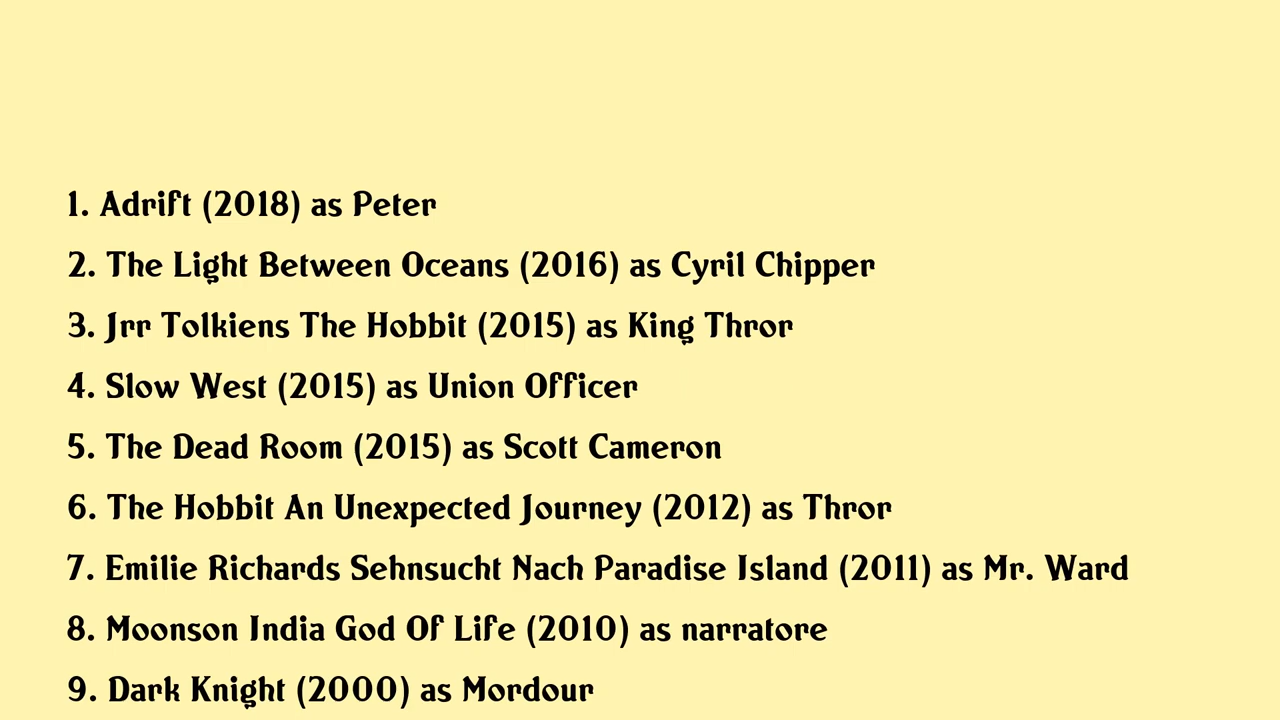 1. Adrift (2018) as Peter
2. The Light Between Oceans (2016) as Cyril Chipper
3. Jrr Tolkiens The Hobbit (2015) as King Thror
4. Slow West (2015) as Union Officer
5. The Dead Room (2015) as Scott Cameron
6. The Hobbit An Unexpected Journey (2012) as Thror
7. Emilie Richards Sehnsucht Nach Paradise Island (2011) as Mr. Ward
8. Moonson India God Of Life (2010) as narratore
9. Dark Knight (2000) as Mordour